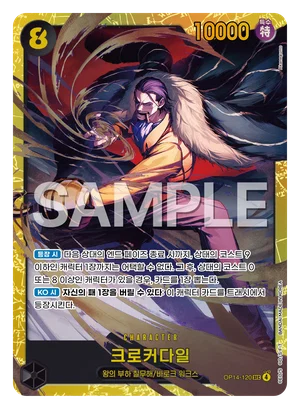 8
10000
특수
特
SAMPLE
등장 시 다음 상대의 엔드 페이즈 종료 시까지, 상대의 코스트 9
이하인 캐릭터 1장까지는 어택할 수 없다. 그 후, 상대의 코스트 0
또는 8 이상인 캐릭터가 있을 경우, 카드를 1장 뽑는다.
KO 시 자신의 패 1장을 버릴 수 있다: 이 캐릭터 카드를 트래시에서
등장시킨다.
CHARACTER
크로커다일
왕의 부하 칠무해/바로크 워크스
OP14-120 SEC 4